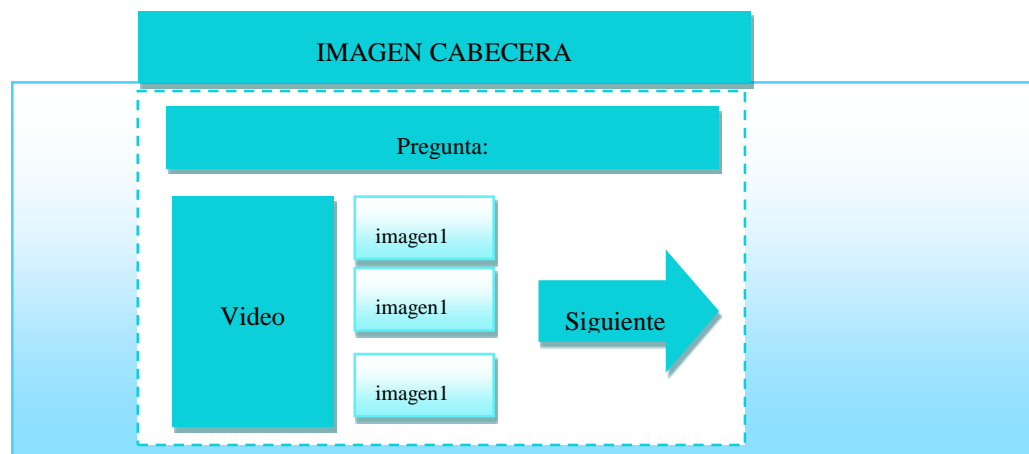 IMAGEN CABECERA
Pregunta:
Video
imagen1
imagen1
imagen1
Siguiente